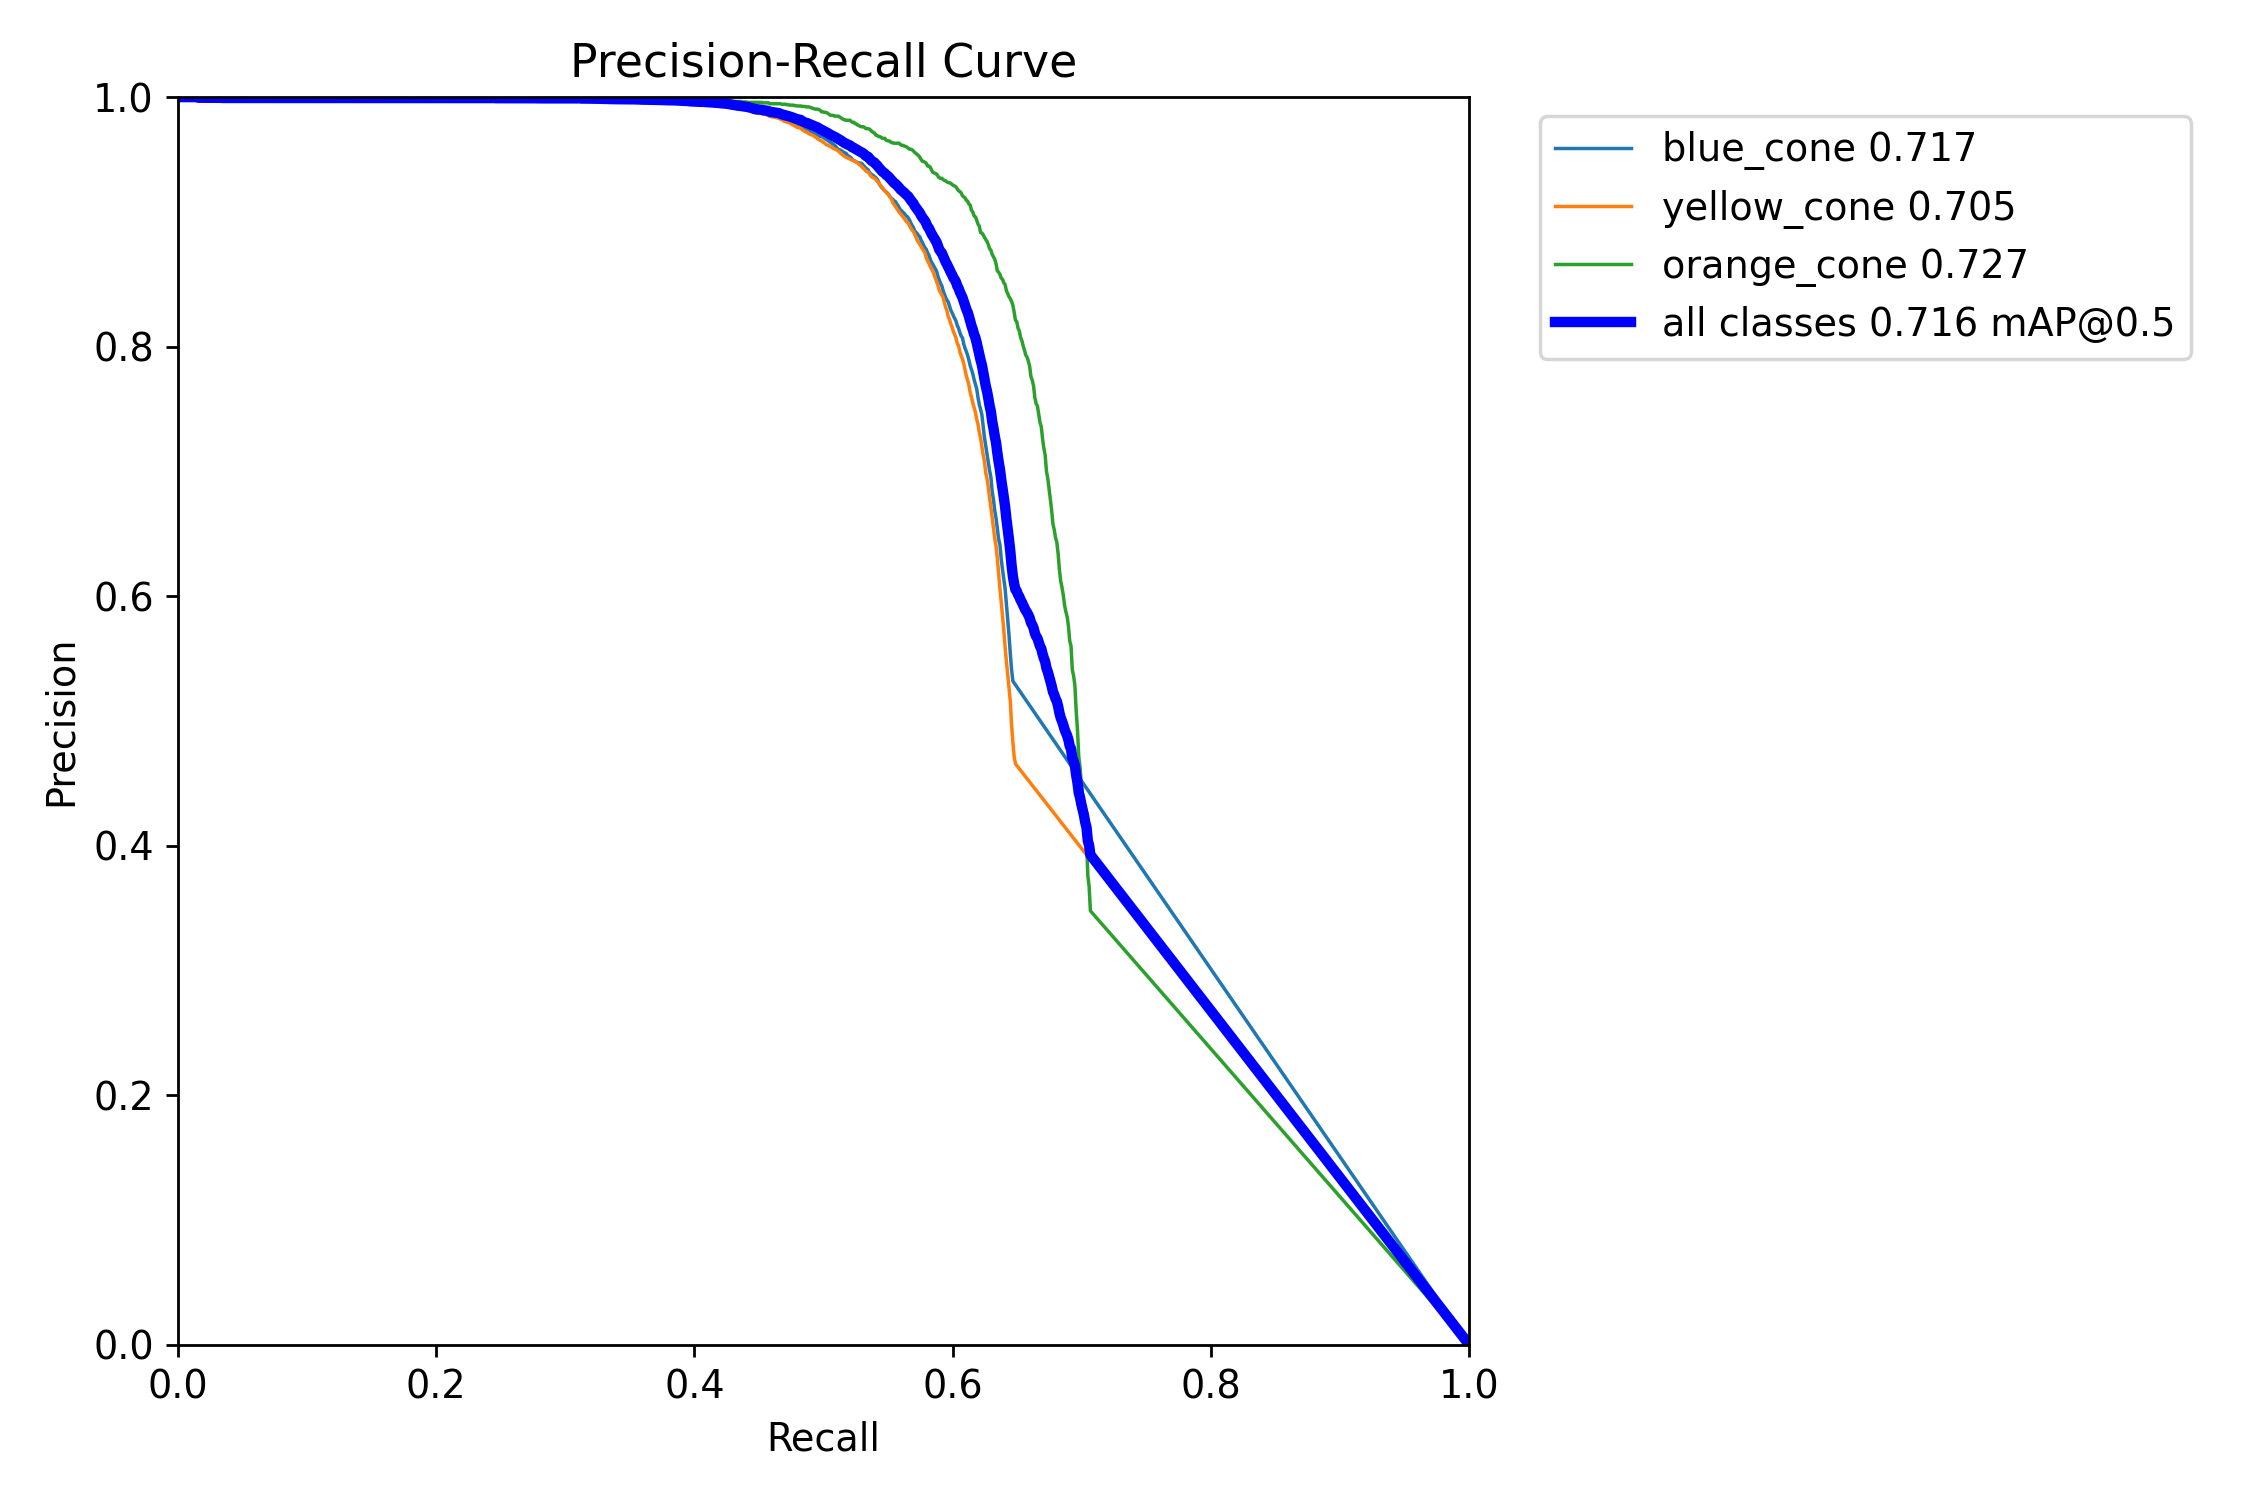 Precision-Recall Curve
1.0
0.8
0.6
0.4
0.2
0.0
Precision
0.0 0.2 0.4 0.6 0.8 1.0
Recall
blue_cone 0.717
yellow_cone 0.705
orange_cone 0.727
all classes 0.716 mAP@0.5